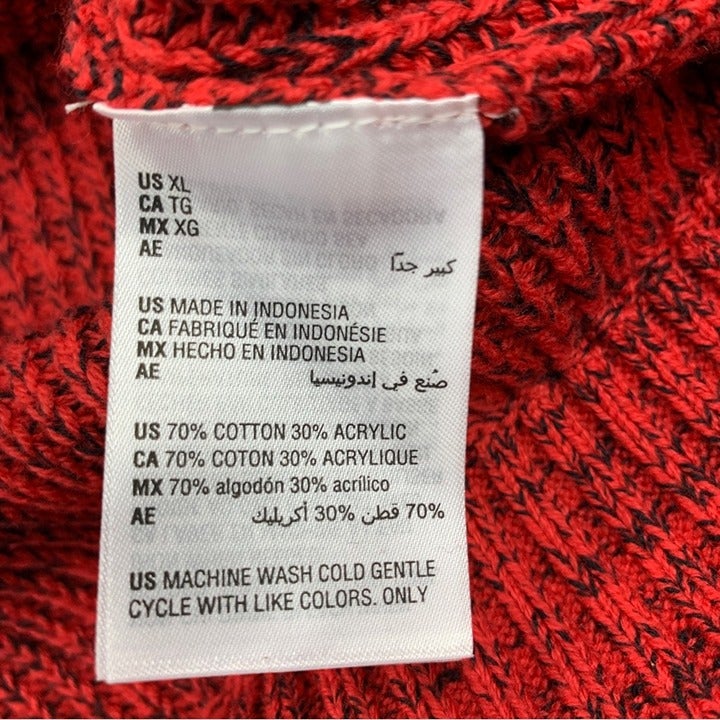 US XL
CA TG
MX XG
AE
كبير جدًا
US MADE IN INDONESIA
CA FABRIQUÉ EN INDONÉSIE
MX HECHO EN INDONESIA
AE صُنع في إندونيسيا
US 70% COTTON 30% ACRYLIC
CA 70% COTON 30% ACRYLIQUE
MX 70% algodón 30% acrílico
AE 70% قطن 30% أكريليك
US MACHINE WASH COLD GENTLE
CYCLE WITH LIKE COLORS. ONLY